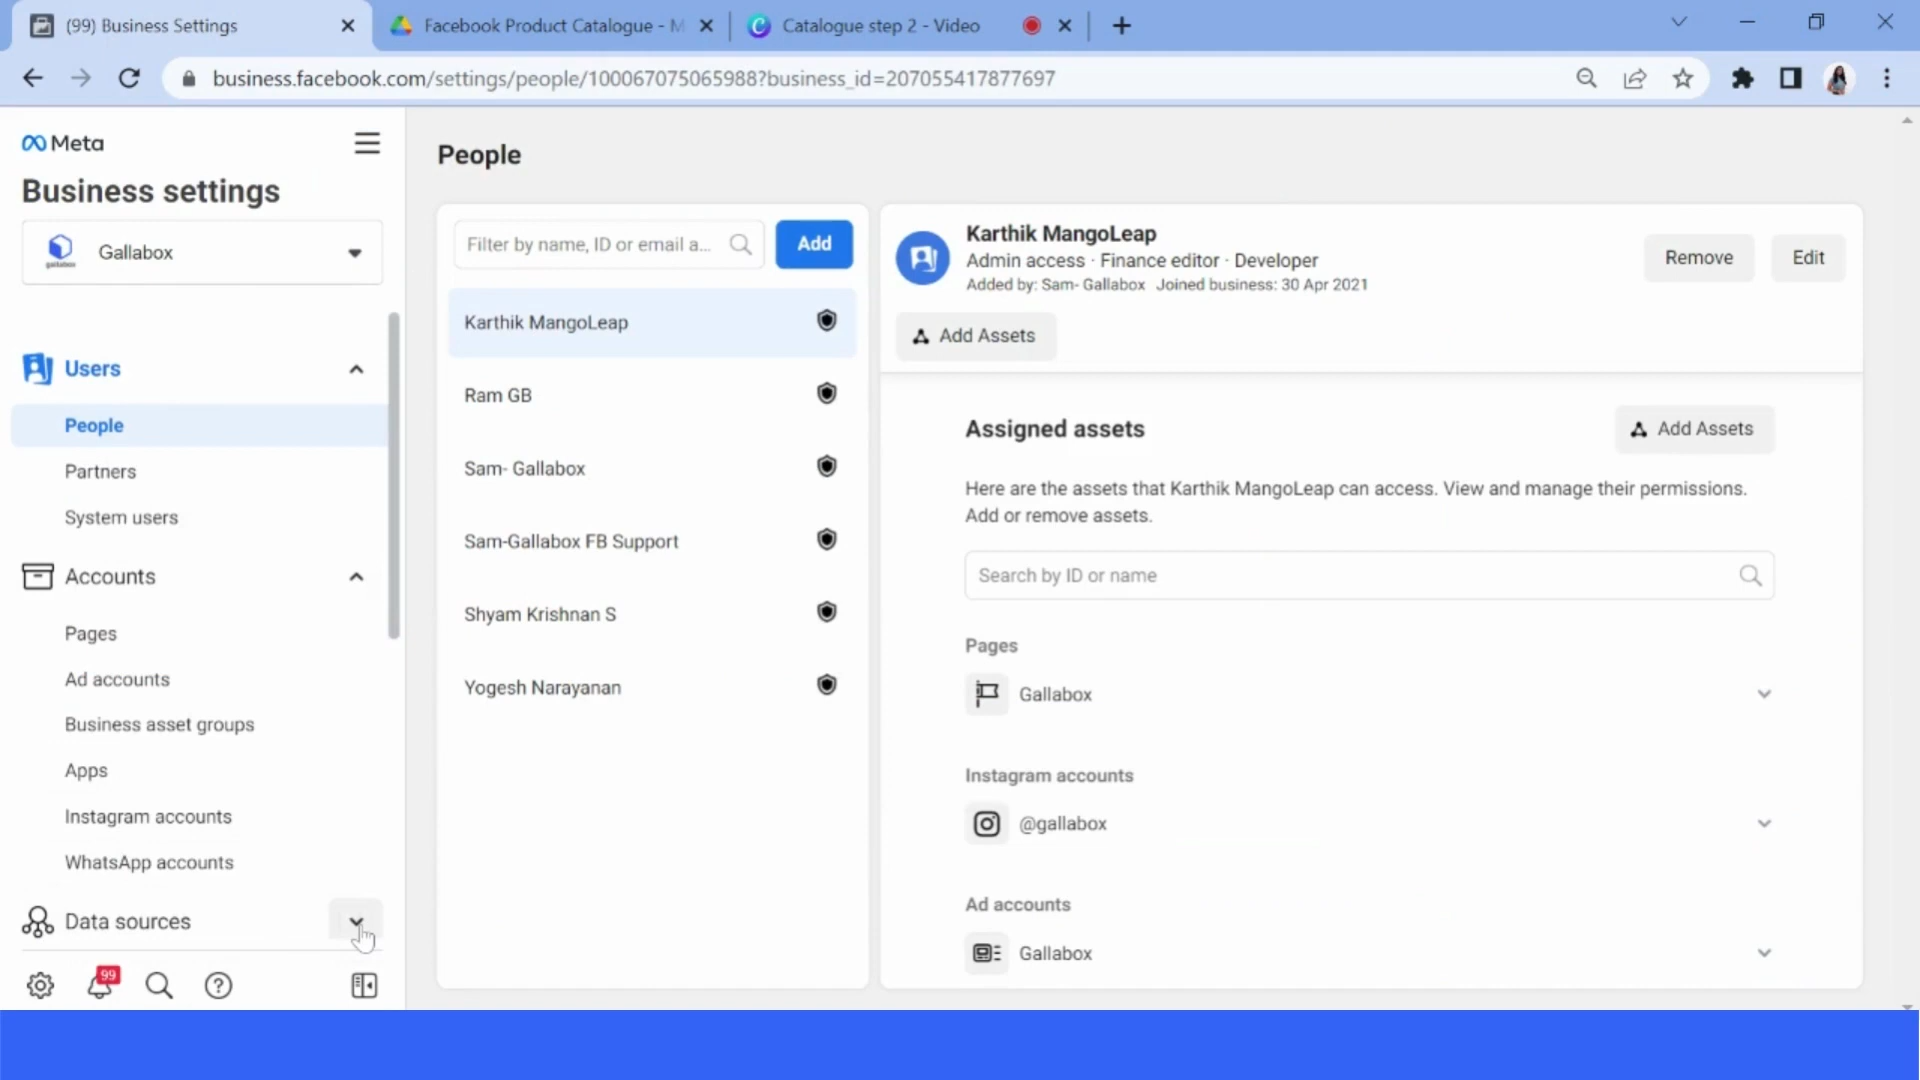 (99) Business Settings
Facebook Product Catalogue - M
Catalogue step 2 - Video
business.facebook.com/settings/people/100067075065988?business_id=207055417877697
Meta
Business settings
gallabox
Gallabox
Users
People
Partners
System users
Accounts
Pages
Ad accounts
Business asset groups
Apps
Instagram accounts
WhatsApp accounts
Data sources
99
People
Filter by name, ID or email a...
Add
Karthik MangoLeap
Ram GB
Sam- Gallabox
Sam-Gallabox FB Support
Shyam Krishnan S
Yogesh Narayanan
Karthik MangoLeap
Admin access · Finance editor · Developer
Added by: Sam- Gallabox Joined business: 30 Apr 2021
Remove
Edit
Add Assets
Assigned assets
Add Assets
Here are the assets that Karthik MangoLeap can access. View and manage their permissions.
Add or remove assets.
Search by ID or name
Pages
Gallabox
Instagram accounts
@gallabox
Ad accounts
Gallabox